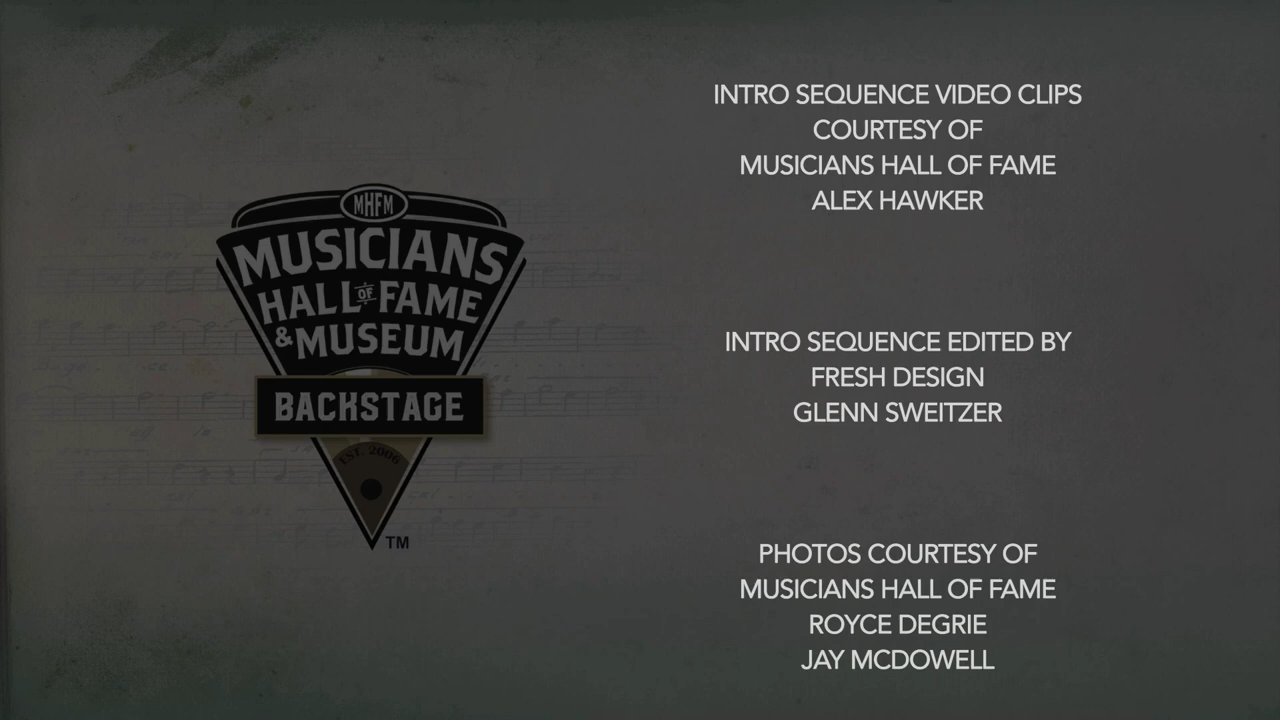 MHFM
MUSICIANS
HALL OF FAME
& MUSEUM
BACKSTAGE
EST. 2006
TM
INTRO SEQUENCE VIDEO CLIPS
COURTESY OF
MUSICIANS HALL OF FAME
ALEX HAWKER
INTRO SEQUENCE EDITED BY
FRESH DESIGN
GLENN SWEITZER
PHOTOS COURTESY OF
MUSICIANS HALL OF FAME
ROYCE DEGRIE
JAY MCDOWELL